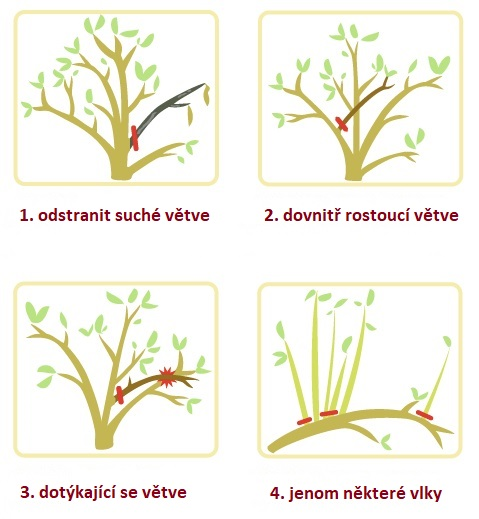 1. odstranit suché větve
2. dovnitř rostoucí větve
3. dotýkající se větve
4. jenom některé vlky